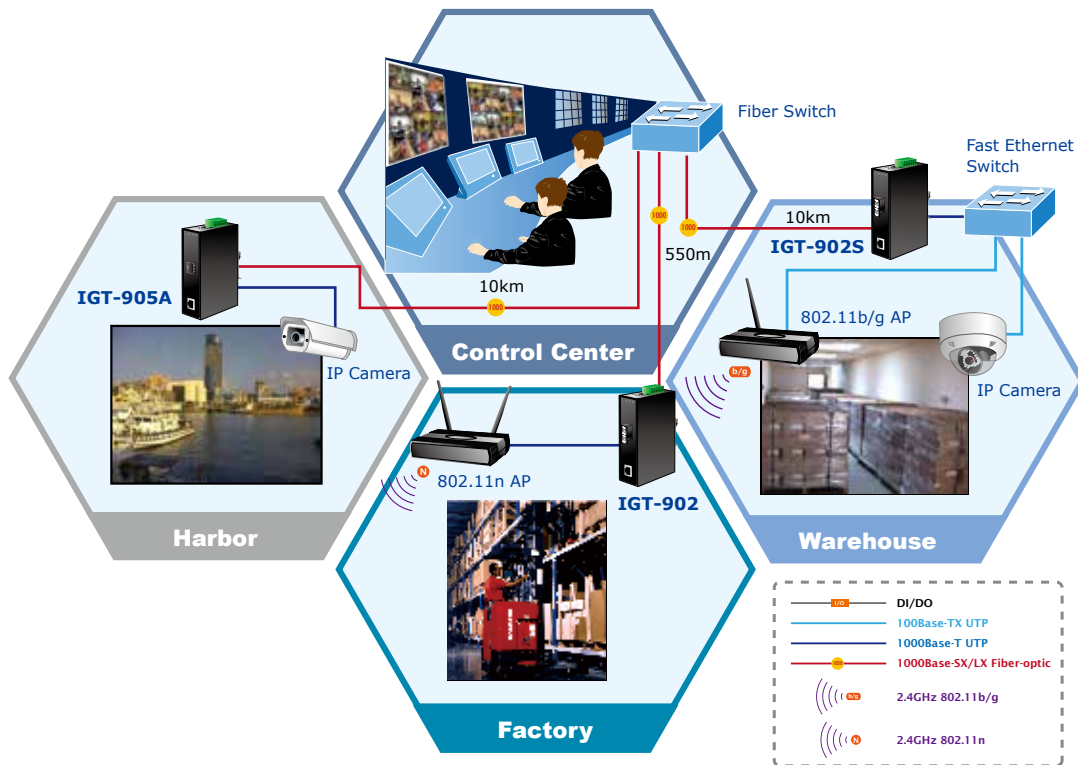 Fiber Switch
Fast Ethernet
Switch
10km
IGT-902S
1000
1000
550m
IGT-905A
10km
1000
802.11b/g AP
IP Camera
Control Center
b/g
IP Camera
N
802.11n AP
IGT-902
Harbor
Warehouse
Factory
I/O
DI/DO
100Base-TX UTP
1000Base-T UTP
1000
1000Base-SX/LX Fiber-optic
b/g
2.4GHz 802.11b/g
N
2.4GHz 802.11n